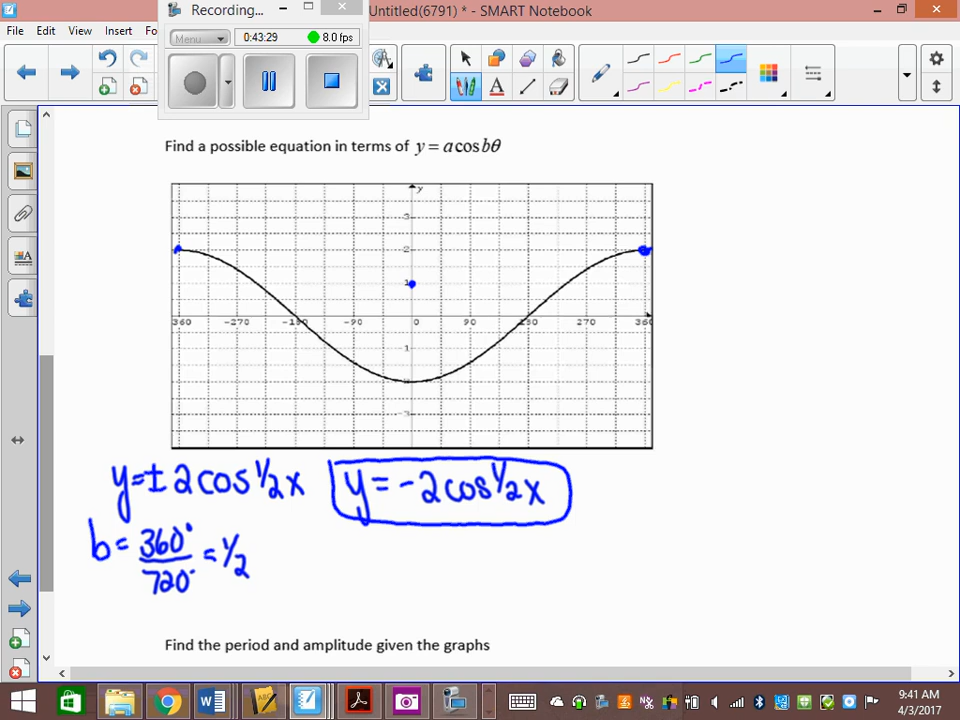 Recording...
Untitled(6791) * - SMART Notebook
Menu
0:43:29
8.0 fps
File Edit View Insert
Find a possible equation in terms of y = a cos bθ
y
3
2
1
-270 -90 0 90 270
1
y=±2cos½x
y=-2cos½x
b = 360° / 720° = ½
Find the period and amplitude given the graphs
9:41 AM
4/3/2017